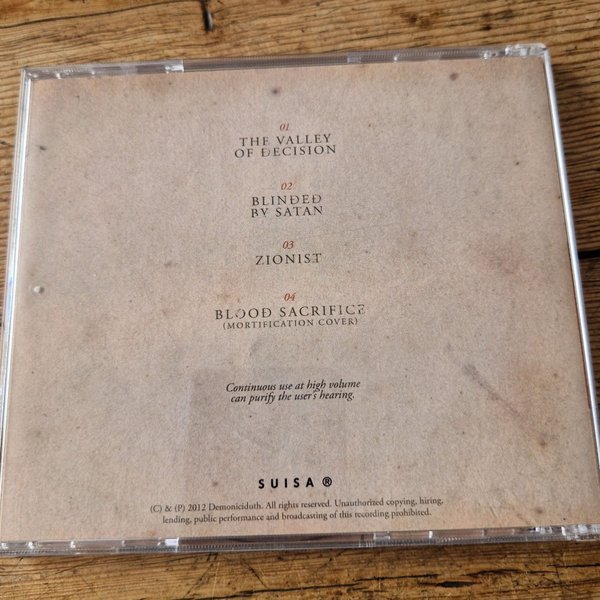 01
THE VALLEY
OF DECISION
02
BLINDED
BY SATAN
03
ZIONIST
04
BLOOD SACRIFICE
(MORTIFICATION COVER)
Continuous use at high volume
can purify the user's hearing.
SUISA ®
(C) & (P) 2012 Demoniciduth. All rights reserved. Unauthorized copying, hiring,
lending, public performance and broadcasting of this recording prohibited.